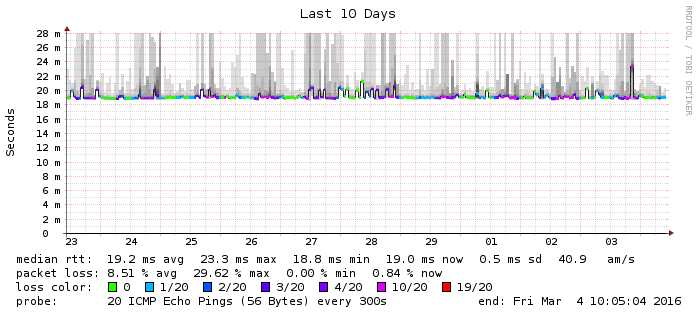 Last 10 Days
RRDTOOL / TOBI OETIKER
Seconds
28 m
26 m
24 m
22 m
20 m
18 m
16 m
14 m
12 m
10 m
8 m
6 m
4 m
2 m
0
23 24 25 26 27 28 29 01 02 03
median rtt: 19.2 ms avg 23.3 ms max 18.8 ms min 19.0 ms now 0.5 ms sd 40.9 am/s
packet loss: 8.51 % avg 29.62 % max 0.00 % min 0.84 % now
loss color: 0 1/20 2/20 3/20 4/20 10/20 19/20
probe: 20 ICMP Echo Pings (56 Bytes) every 300s end: Fri Mar 4 10:05:04 2016